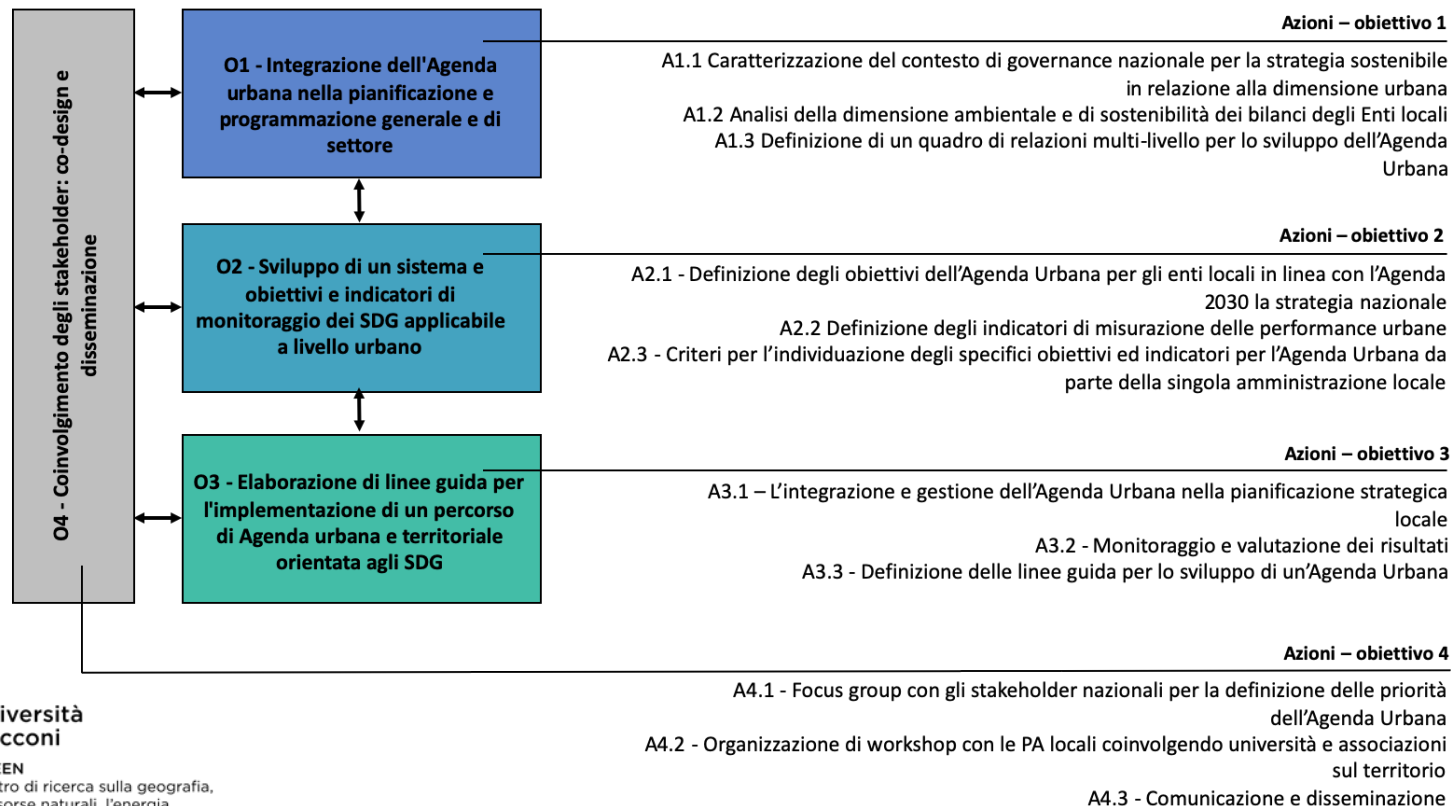 O4 - Coinvolgimento degli stakeholder: co-design e
disseminazione
O1 - Integrazione dell'Agenda
urbana nella pianificazione e
programmazione generale e di
settore
O2 - Sviluppo di un sistema e
obiettivi e indicatori di
monitoraggio dei SDG applicabile
a livello urbano
O3 - Elaborazione di linee guida per
l'implementazione di un percorso
di Agenda urbana e territoriale
orientata agli SDG
Azioni – obiettivo 1
A1.1 Caratterizzazione del contesto di governance nazionale per la strategia sostenibile
in relazione alla dimensione urbana
A1.2 Analisi della dimensione ambientale e di sostenibilità dei bilanci degli Enti locali
A1.3 Definizione di un quadro di relazioni multi-livello per lo sviluppo dell’Agenda
Urbana
Azioni – obiettivo 2
A2.1 - Definizione degli obiettivi dell’Agenda Urbana per gli enti locali in linea con l’Agenda
2030 la strategia nazionale
A2.2 Definizione degli indicatori di misurazione delle performance urbane
A2.3 - Criteri per l’individuazione degli specifici obiettivi ed indicatori per l’Agenda Urbana da
parte della singola amministrazione locale
Azioni – obiettivo 3
A3.1 – L’integrazione e gestione dell’Agenda Urbana nella pianificazione strategica
locale
A3.2 - Monitoraggio e valutazione dei risultati
A3.3 - Definizione delle linee guida per lo sviluppo di un’Agenda Urbana
Azioni – obiettivo 4
A4.1 - Focus group con gli stakeholder nazionali per la definizione delle priorità
dell’Agenda Urbana
A4.2 - Organizzazione di workshop con le PA locali coinvolgendo università e associazioni
sul territorio
A4.3 - Comunicazione e disseminazione
iversità
cconi
EEN
tro di ricerca sulla geografia,
sorse naturali, l'energia